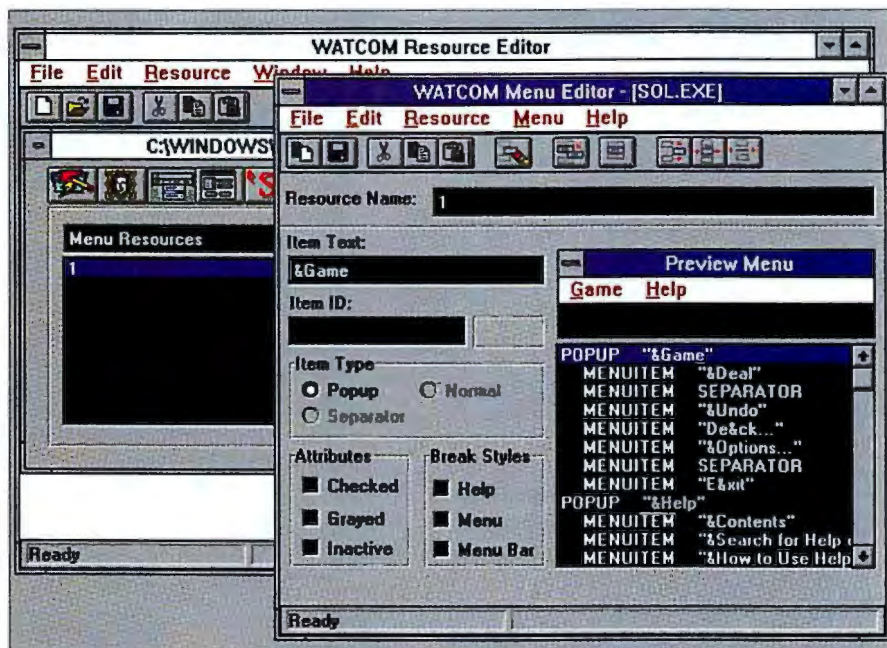 WATCOM Resource Editor
File Edit Resource Window Help
C:\WINDOWS\
Menu Resources
1
Ready
WATCOM Menu Editor - [SOL.EXE]
File Edit Resource Menu Help
Resource Name: 1
Item Text:
&Game
Item ID:
Item Type
Popup Normal
Separator
Attributes
Checked
Grayed
Inactive
Break Styles
Help
Menu
Menu Bar
Preview Menu
Game Help
POPUP "&Game"
MENUITEM "&Deal"
MENUITEM SEPARATOR
MENUITEM "&Undo"
MENUITEM "De&ck..."
MENUITEM "&Options..."
MENUITEM SEPARATOR
MENUITEM "E&xit"
POPUP "&Help"
MENUITEM "&Contents"
MENUITEM "&Search for Help
MENUITEM "&How to Use Help
Ready